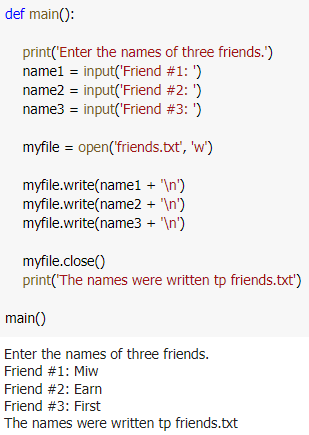 def main():
print('Enter the names of three friends.')
name1 = input('Friend #1: ')
name2 = input('Friend #2: ')
name3 = input('Friend #3: ')
myfile = open('friends.txt', 'w')
myfile.write(name1 + '\n')
myfile.write(name2 + '\n')
myfile.write(name3 + '\n')
myfile.close()
print('The names were written tp friends.txt')
main()
Enter the names of three friends.
Friend #1: Miw
Friend #2: Earn
Friend #3: First
The names were written tp friends.txt